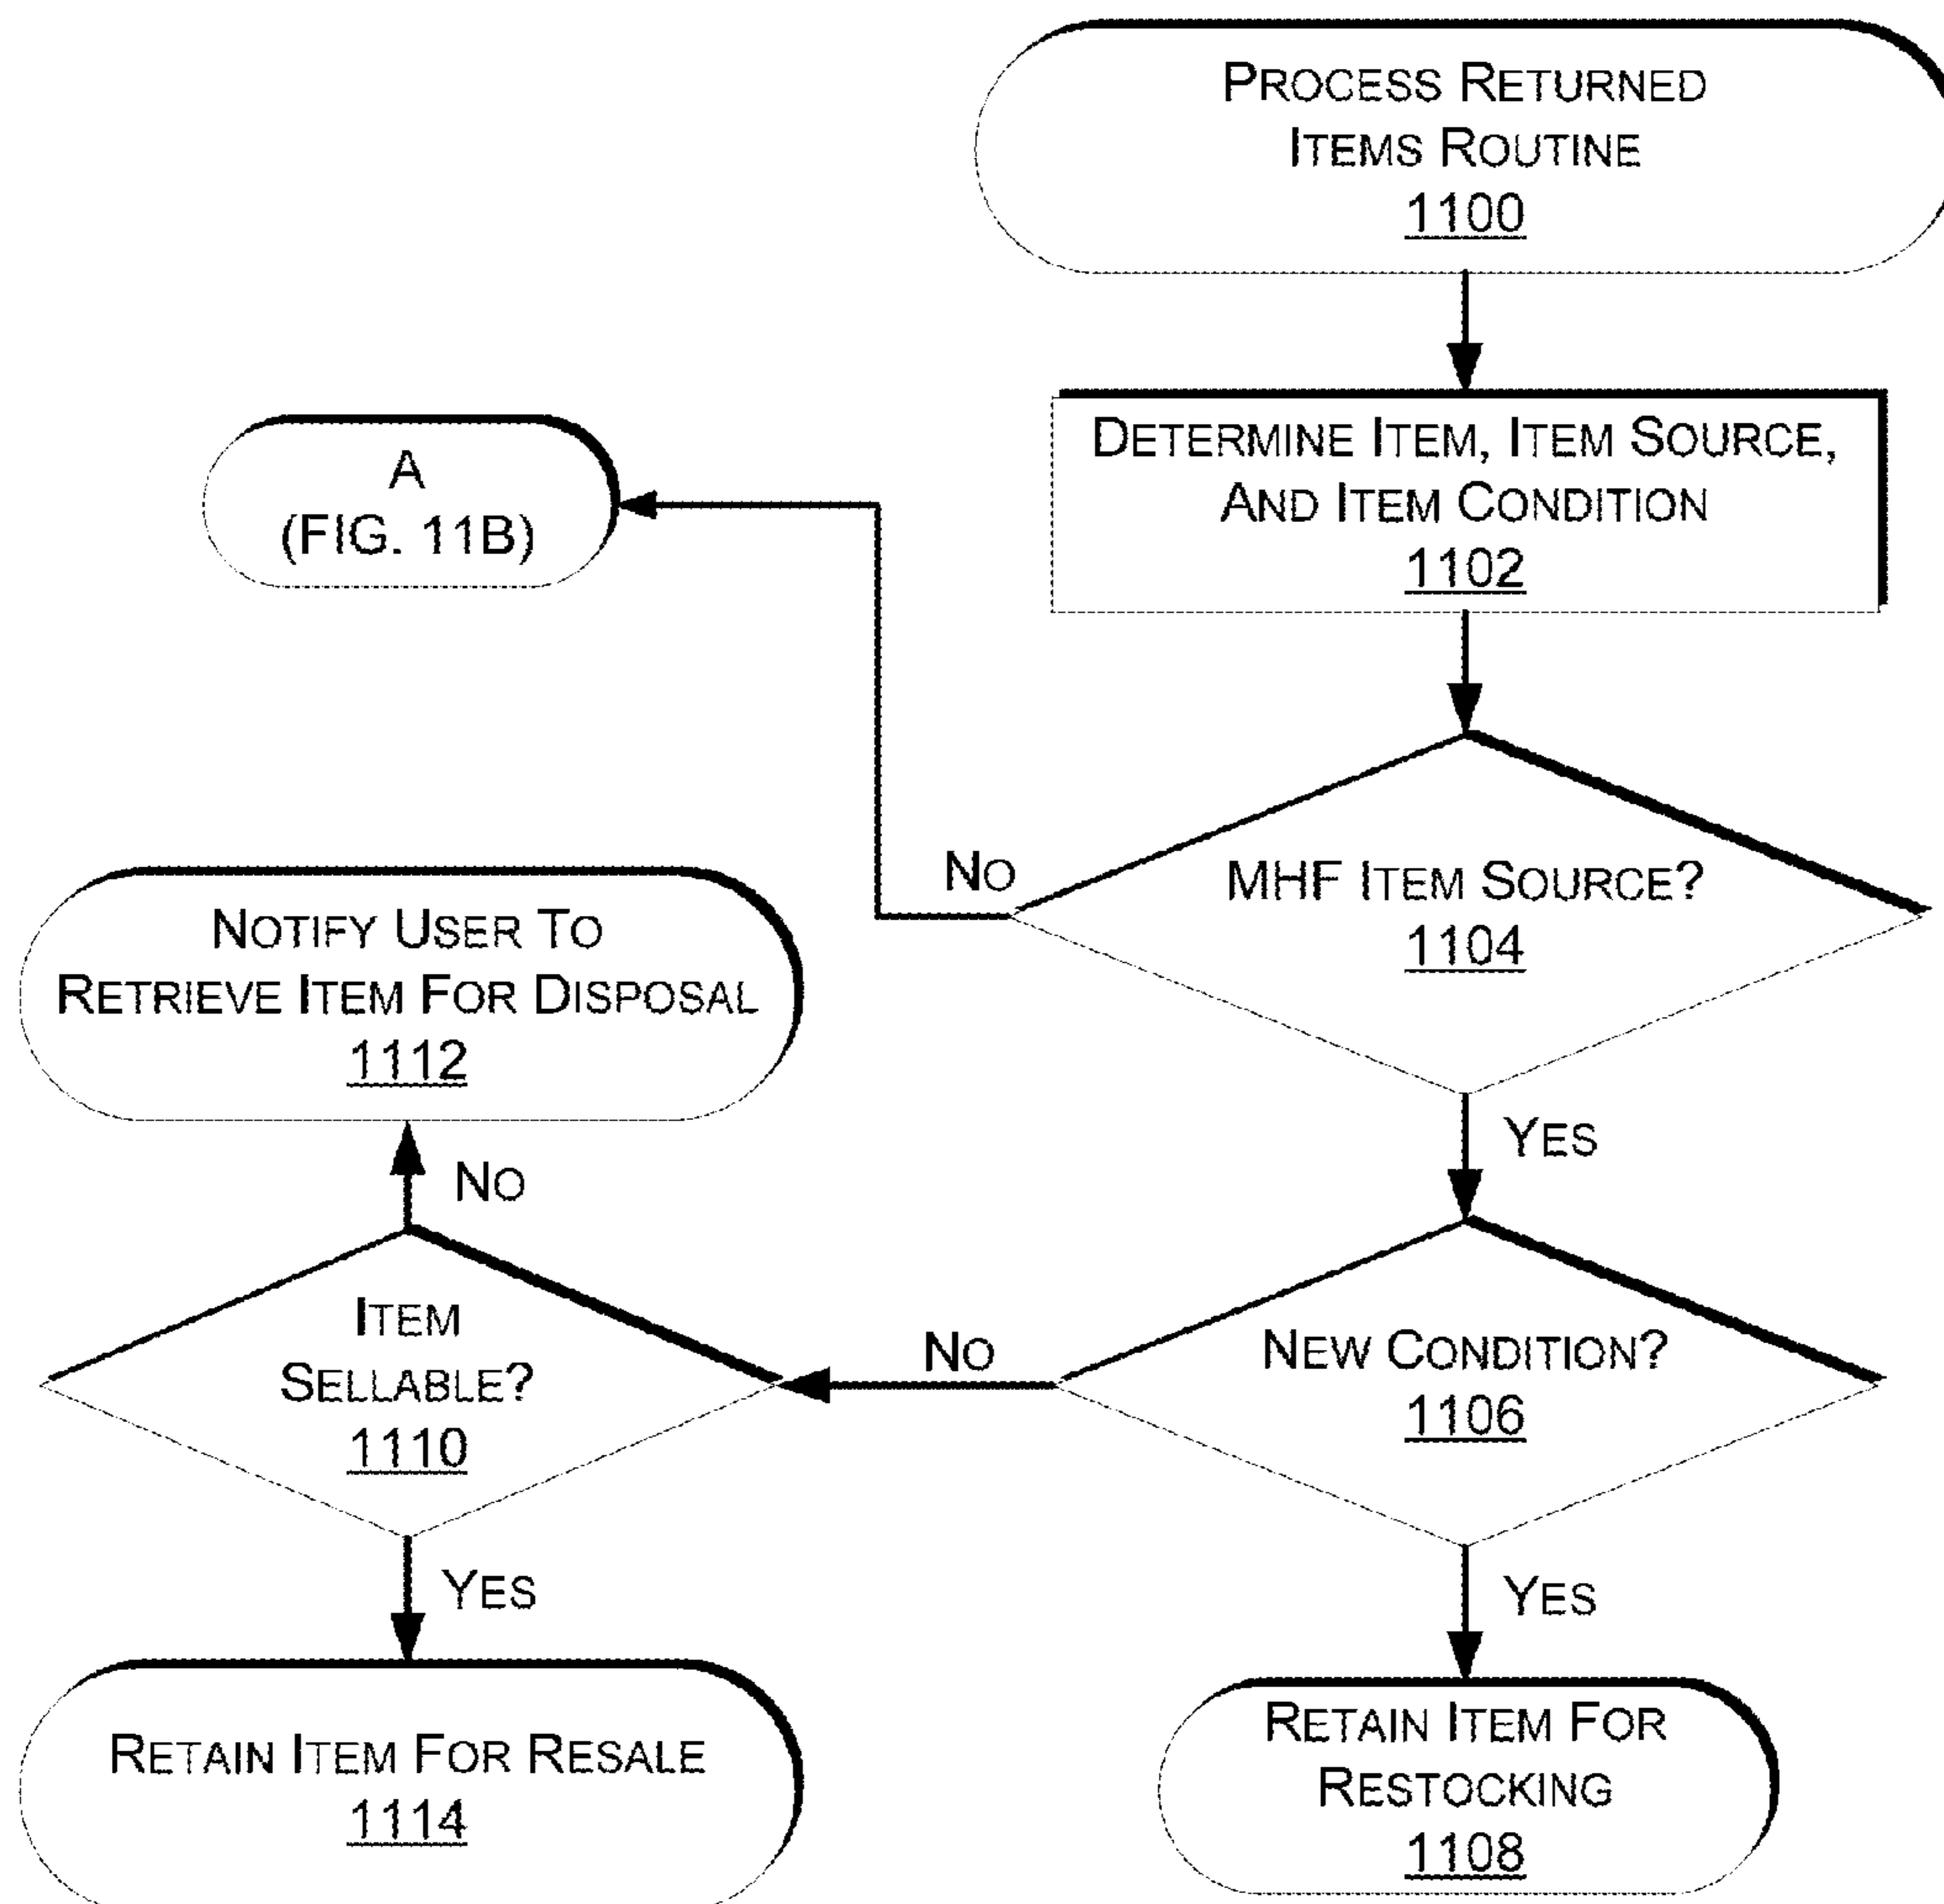 PROCESS RETURNED
ITEMS ROUTINE
1100
DETERMINE ITEM, ITEM SOURCE,
AND ITEM CONDITION
1102
A
(FIG. 11B)
MHF ITEM SOURCE?
1104
NO
YES
NOTIFY USER TO
RETRIEVE ITEM FOR DISPOSAL
1112
NO
ITEM
SELLABLE?
1110
NO
NEW CONDITION?
1106
YES
YES
RETAIN ITEM FOR RESALE
1114
RETAIN ITEM FOR
RESTOCKING
1108